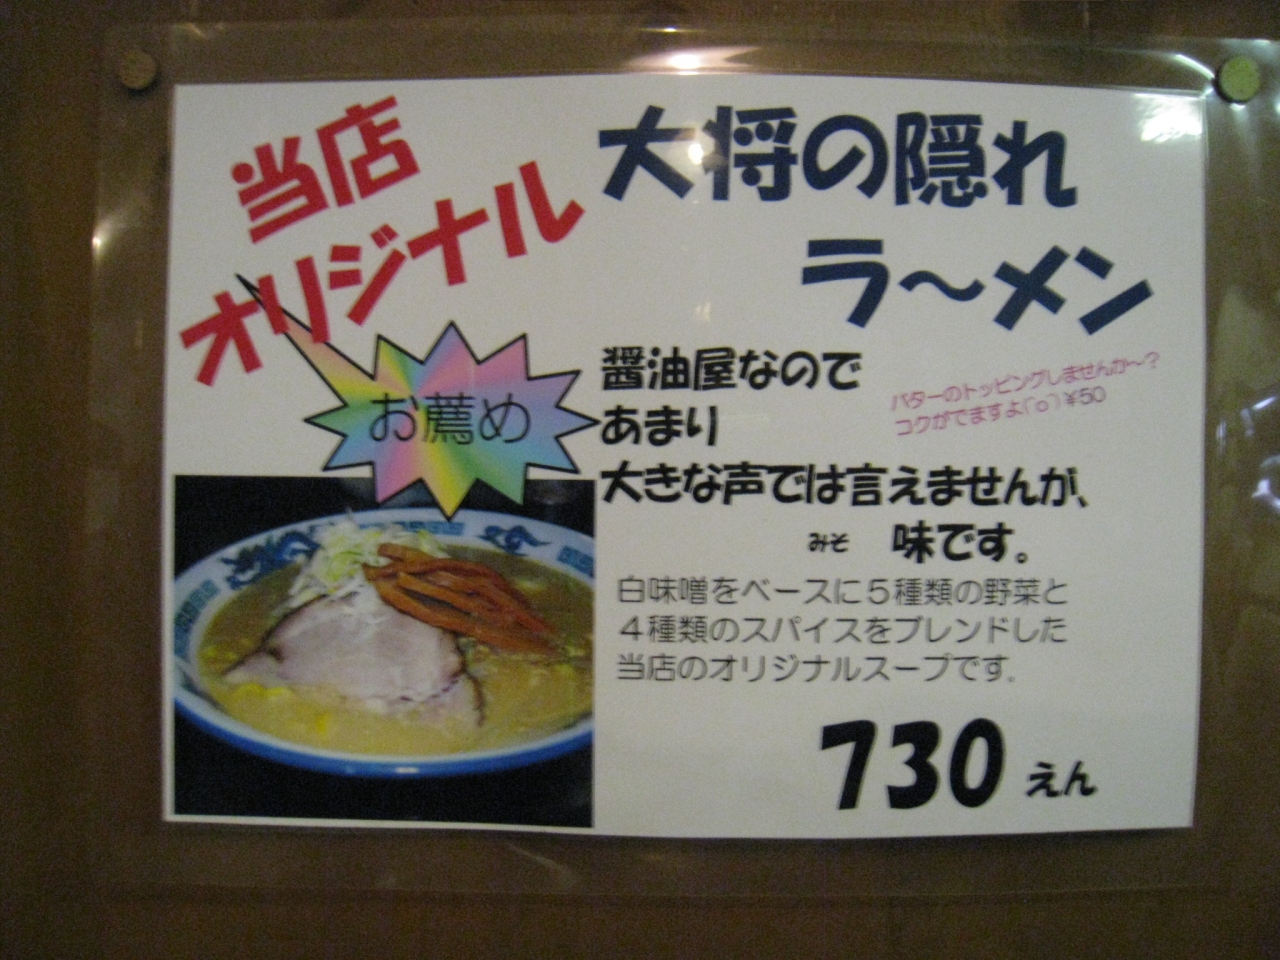 当店
オリジナル
大将の隠れ
ラ〜メン
お薦め
醤油屋なので
あまり
大きな声では言えませんが、
みそ 味です。
バターのトッピングしませんか〜？
コクがでますよ(^o^)¥50
白味噌をベースに５種類の野菜と
４種類のスパイスをブレンドした
当店のオリジナルスープです。
730 えん